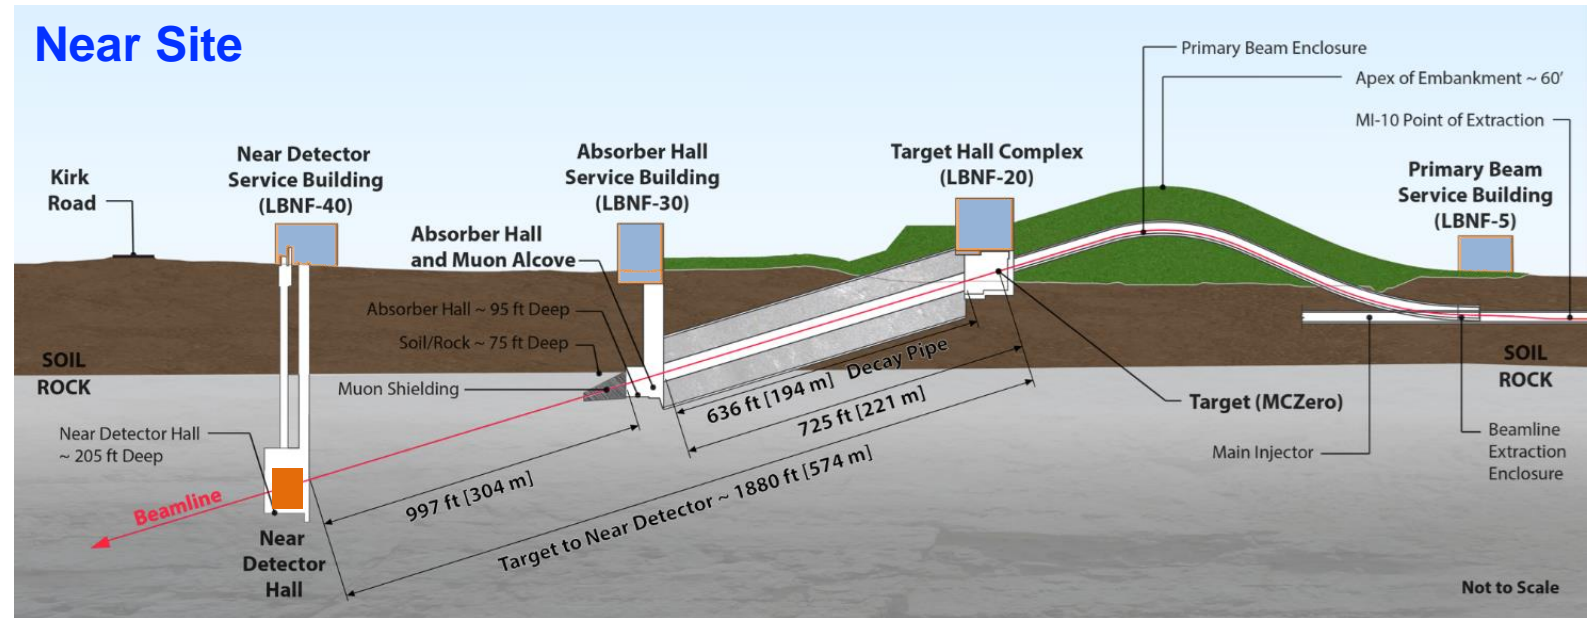 Near Site
Primary Beam Enclosure
Apex of Embankment ~ 60’
MI-10 Point of Extraction
Near Detector
Service Building
(LBNF-40)
Absorber Hall
Service Building
(LBNF-30)
Target Hall Complex
(LBNF-20)
Primary Beam
Service Building
(LBNF-5)
Kirk
Road
Absorber Hall
and Muon Alcove
Absorber Hall ~ 95 ft Deep
Soil/Rock ~ 75 ft Deep
SOIL
ROCK
Muon Shielding
636 ft [194 m] Decay Pipe
725 ft [221 m]
SOIL
ROCK
Target (MCZero)
Near Detector Hall
~ 205 ft Deep
Main Injector
Beamline
Extraction
Enclosure
997 ft [304 m]
Target to Near Detector ~ 1880 ft [574 m]
Beamline
Near
Detector
Hall
Not to Scale